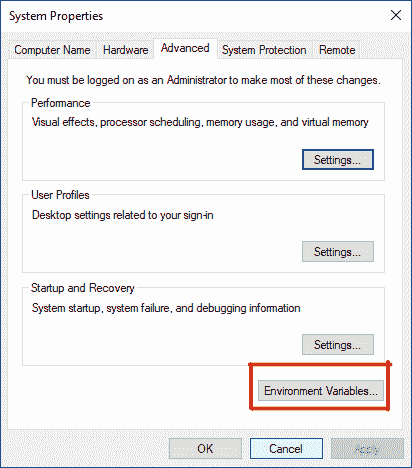 System Properties
Computer Name Hardware Advanced System Protection Remote
You must be logged on as an Administrator to make most of these changes.
Performance
Visual effects, processor scheduling, memory usage, and virtual memory
Settings...
User Profiles
Desktop settings related to your sign-in
Settings...
Startup and Recovery
System startup, system failure, and debugging information
Settings...
Environment Variables...
OK Cancel Apply